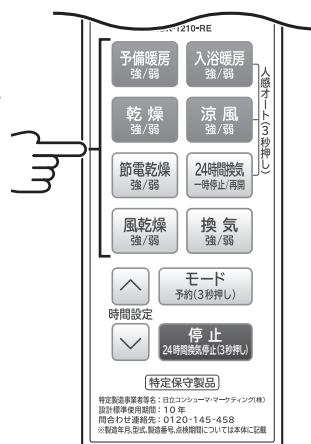 1210-RE
予備暖房 入浴暖房
強/弱 強/弱
人感オート(3秒押し)
乾燥 涼風
強/弱 強/弱
節電乾燥 24時間換気
強/弱 一時停止/再開
風乾燥 換気
強/弱 強/弱
モード
予約(3秒押し)
時間設定
停止
24時間換気停止(3秒押し)
特定保守製品
特定製造事業者等名:日立コンシューマ・マーケティング(株)
設計標準使用期間:10年
問合わせ連絡先:0120-145-458
※製造年月,型式,製造番号,点検期間については本体に記載